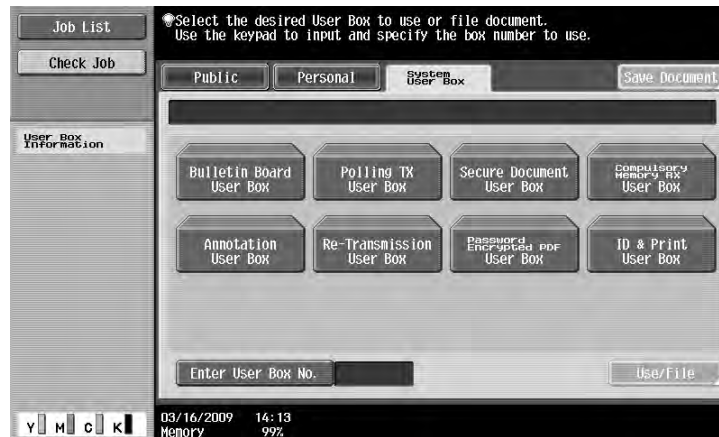 Job List
Check Job
User Box
Information
Select the desired User Box to use or file document.
Use the keypad to input and specify the box number to use.
Public
Personal
System
User Box
Save Document
Bulletin Board
User Box
Polling TX
User Box
Secure Document
User Box
Compulsory
Memory RX
User Box
Annotation
User Box
Re-Transmission
User Box
Password
Encrypted PDF
User Box
ID & Print
User Box
Enter User Box No.
Use/File
Y M C K
03/16/2009 14:13
Memory 99%